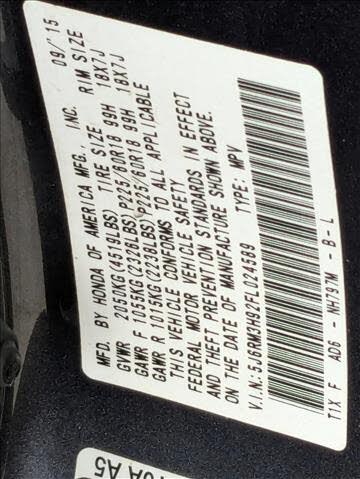 MFD. BY HONDA OF AMERICA MFG., INC. 09/'15
TIRE SIZE RIM SIZE
GVWR 2050KG(4519LBS)
GAWR F 1055KG(2326LBS) P225/60R18 99H 18X7J
GAWR R 1015KG(2238LBS) P225/60R18 99H 18X7J
THIS VEHICLE CONFORMS TO ALL APPLICABLE
FEDERAL MOTOR VEHICLE SAFETY
AND THEFT PREVENTION STANDARDS IN EFFECT
ON THE DATE OF MANUFACTURE SHOWN ABOVE.
V.I.N.: TYPE: MPV
T1X F AD6 - NH797M - B - L
A5